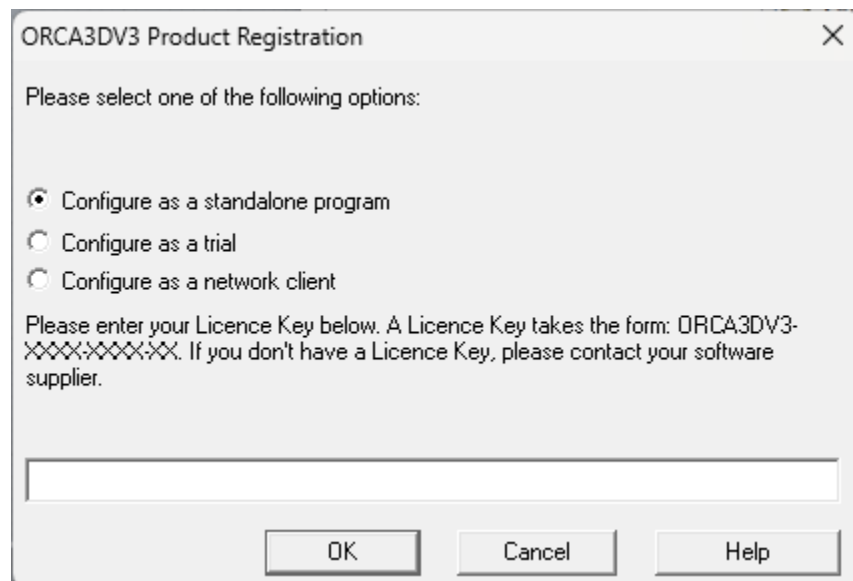 ORCA3DV3 Product Registration
Please select one of the following options:
Configure as a standalone program
Configure as a trial
Configure as a network client
Please enter your Licence Key below. A Licence Key takes the form: ORCA3DV3-
XXXX-XXXX-XX. If you don't have a Licence Key, please contact your software
supplier.
OK Cancel Help